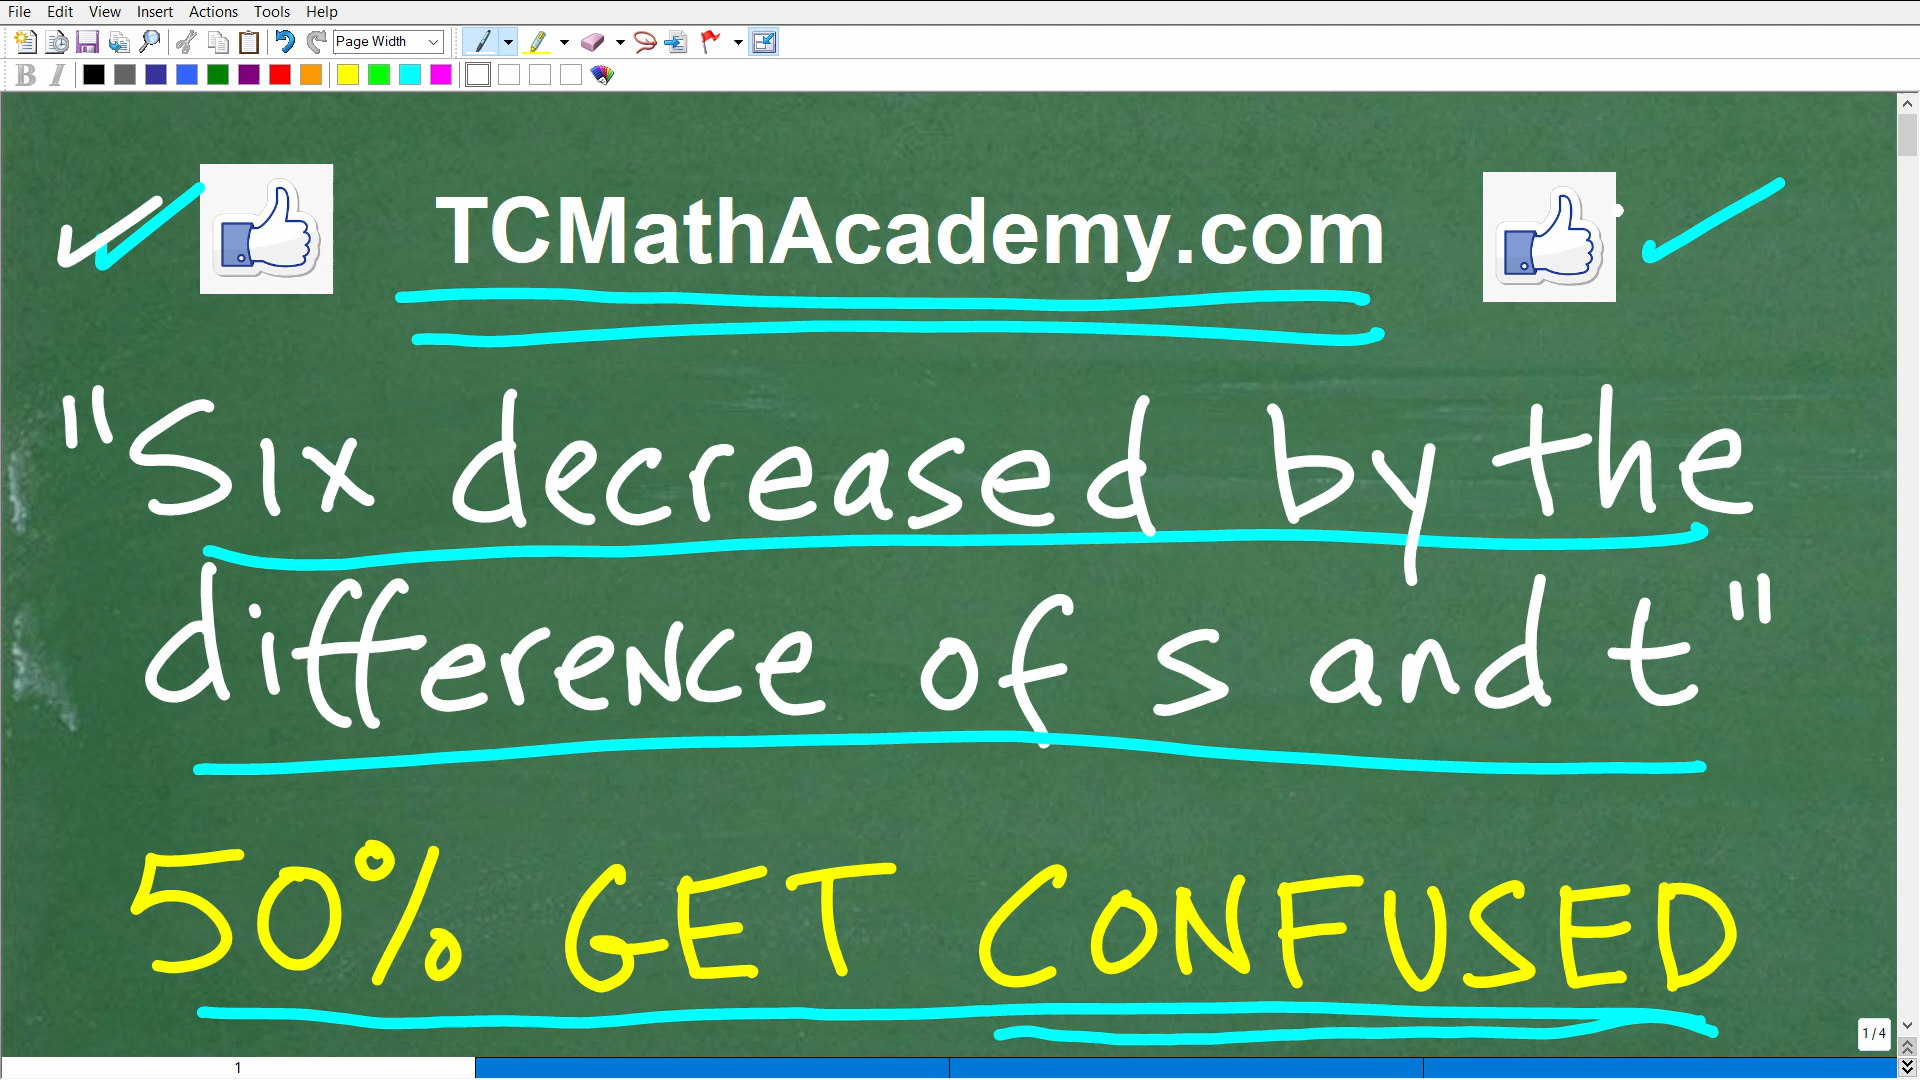 File Edit View Insert Actions Tools Help
Page Width
B I
TCMathAcademy.com
"Six decreased by the
difference of s and t"
50% GET CONFUSED
1 / 4
1